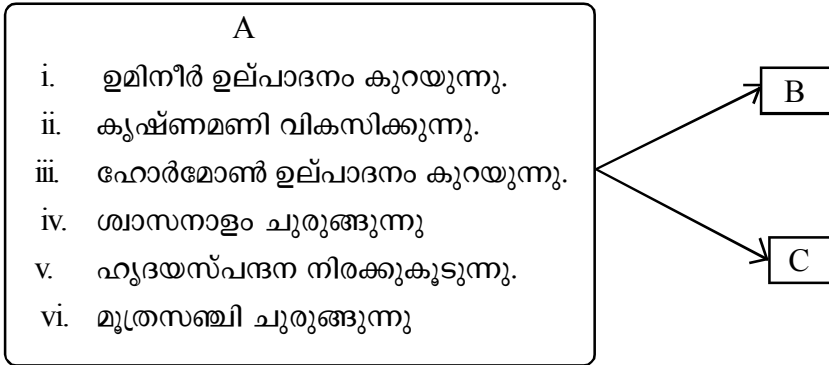 A
i. ഉമിനീർ ഉല്പാദനം കുറയുന്നു.
B
ii. കൃഷ്ണമണി വികസിക്കുന്നു.
iii. ഹോർമോൺ ഉല്പാദനം കുറയുന്നു.
iv. ശ്വാസനാളം ചുരുങ്ങുന്നു
v. ഹൃദയസ്പന്ദന നിരക്കുകൂടുന്നു.
C
vi. മൂത്രസഞ്ചി ചുരുങ്ങുന്നു